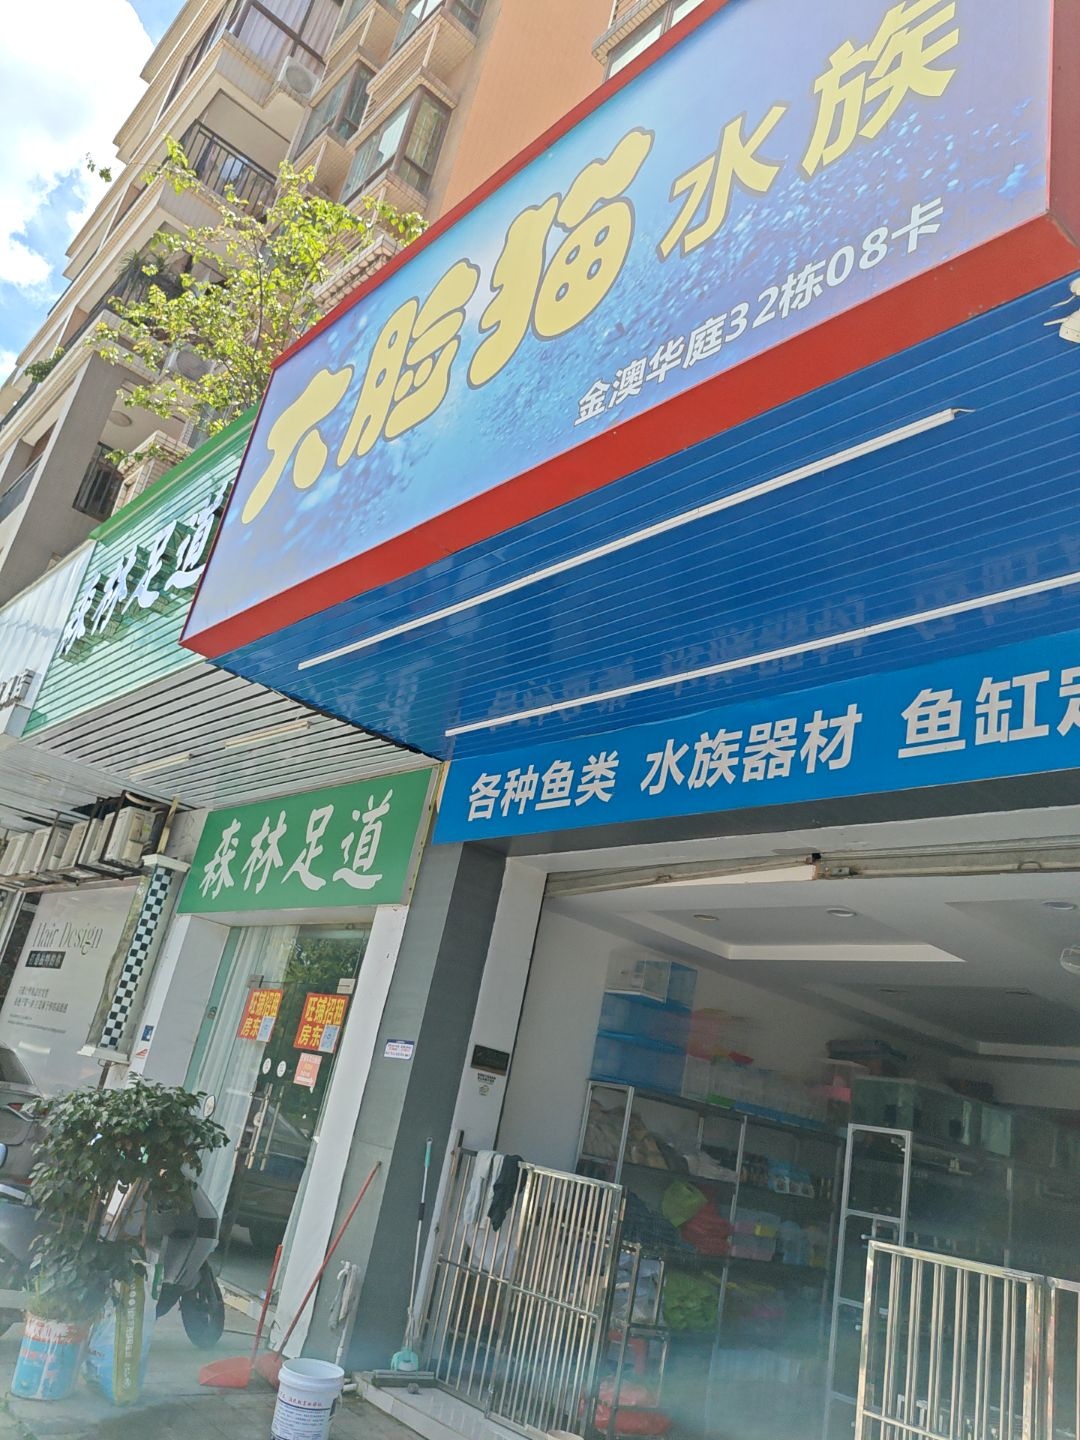 大脸猫水族
金澳华庭32栋08卡
森林足道
各种鱼类 水族器材 鱼缸定
森林足道
Hair Design
旺铺招租
房东
旺铺招租
房东